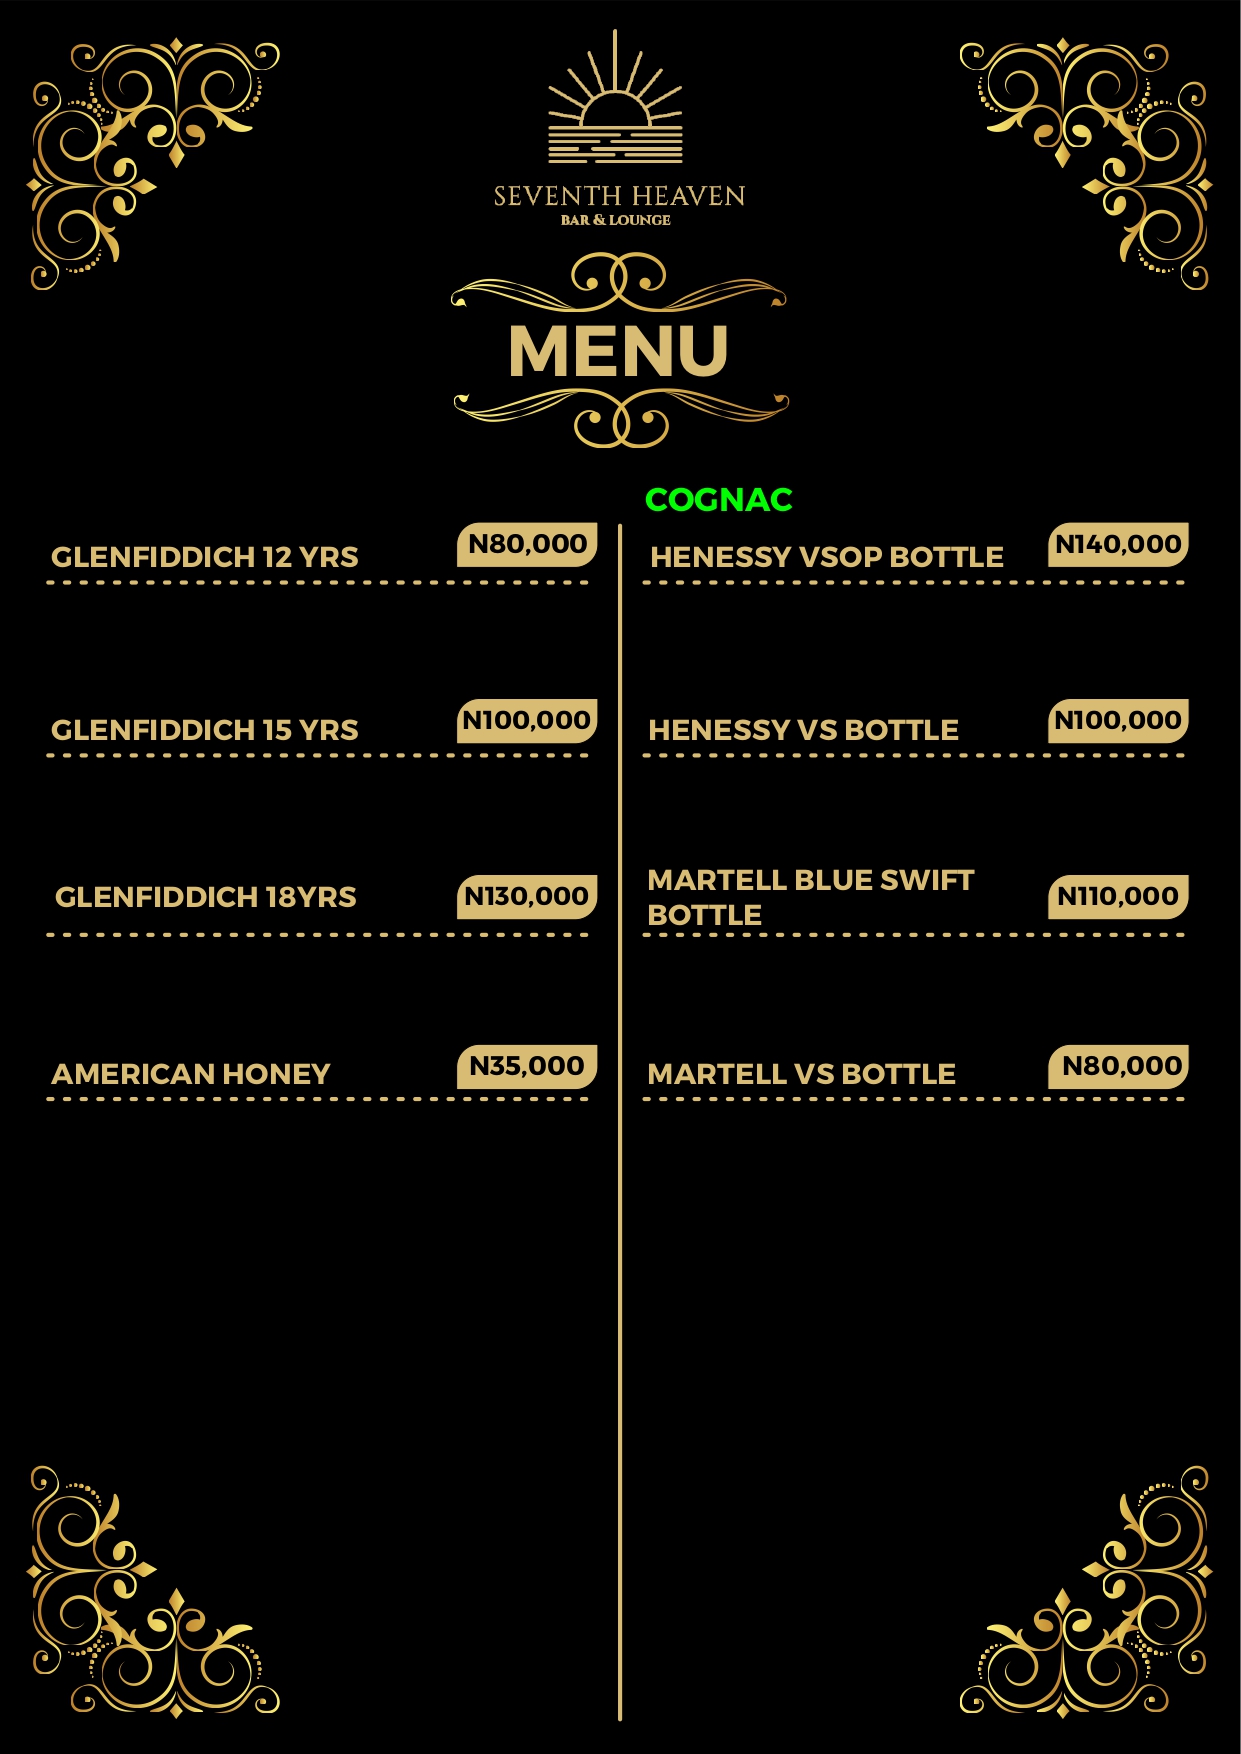 SEVENTH HEAVEN
BAR & LOUNGE
MENU
GLENFIDDICH 12 YRS N80,000
GLENFIDDICH 15 YRS N100,000
GLENFIDDICH 18YRS N130,000
AMERICAN HONEY N35,000
COGNAC
HENESSY VSOP BOTTLE N140,000
HENESSY VS BOTTLE N100,000
MARTELL BLUE SWIFT
BOTTLE N110,000
MARTELL VS BOTTLE N80,000